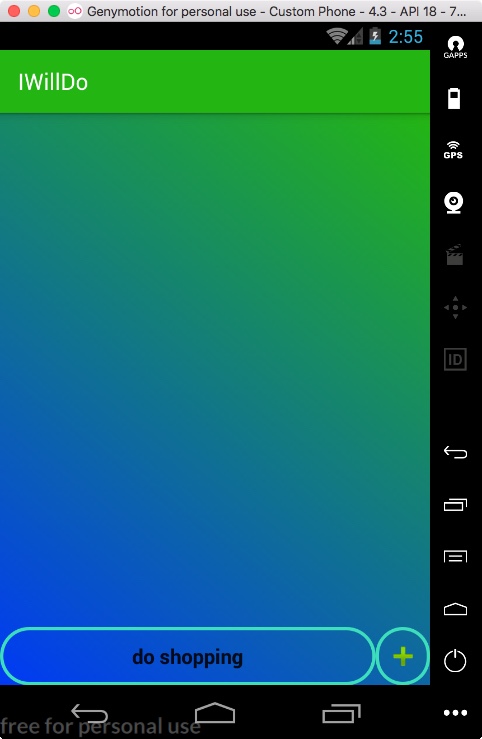 Genymotion for personal use - Custom Phone - 4.3 - API 18 - 7...
2:55
GAPPS
IWillDo
GPS
ID
do shopping
+
free for personal use